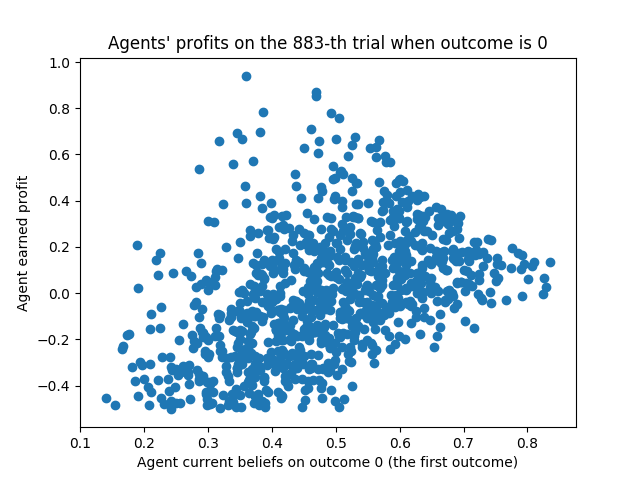 Agents' profits on the 883-th trial when outcome is 0
1.0
0.8
0.6
0.4
0.2
0.0
−0.2
−0.4
Agent earned profit
0.1 0.2 0.3 0.4 0.5 0.6 0.7 0.8
Agent current beliefs on outcome 0 (the first outcome)